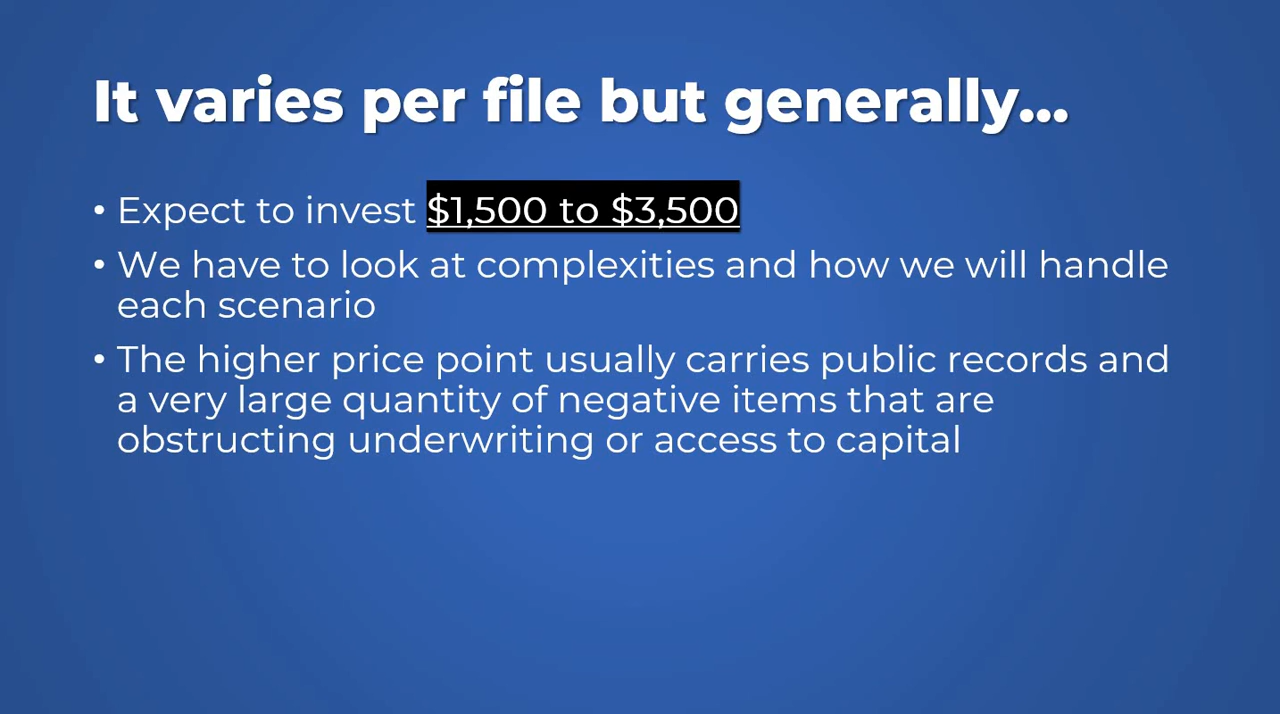 It varies per file but generally...
• Expect to invest $1,500 to $3,500
• We have to look at complexities and how we will handle
each scenario
• The higher price point usually carries public records and
a very large quantity of negative items that are
obstructing underwriting or access to capital